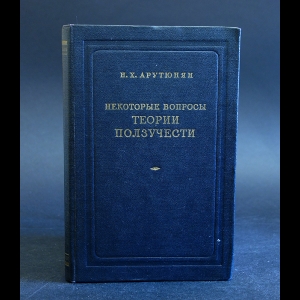 Н.Х. АРУТЮНЯН
НЕКОТОРЫЕ ВОПРОСЫ
ТЕОРИИ
ПОЛЗУЧЕСТИ